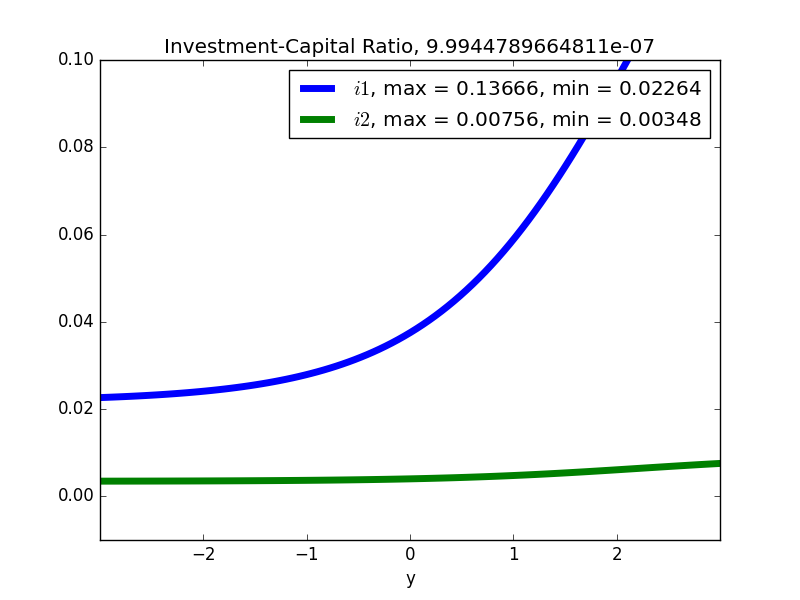 Investment-Capital Ratio, 9.9944789664811e-07
i1, max = 0.13666, min = 0.02264
i2, max = 0.00756, min = 0.00348
0.10
0.08
0.06
0.04
0.02
0.00
−2 −1 0 1 2
y